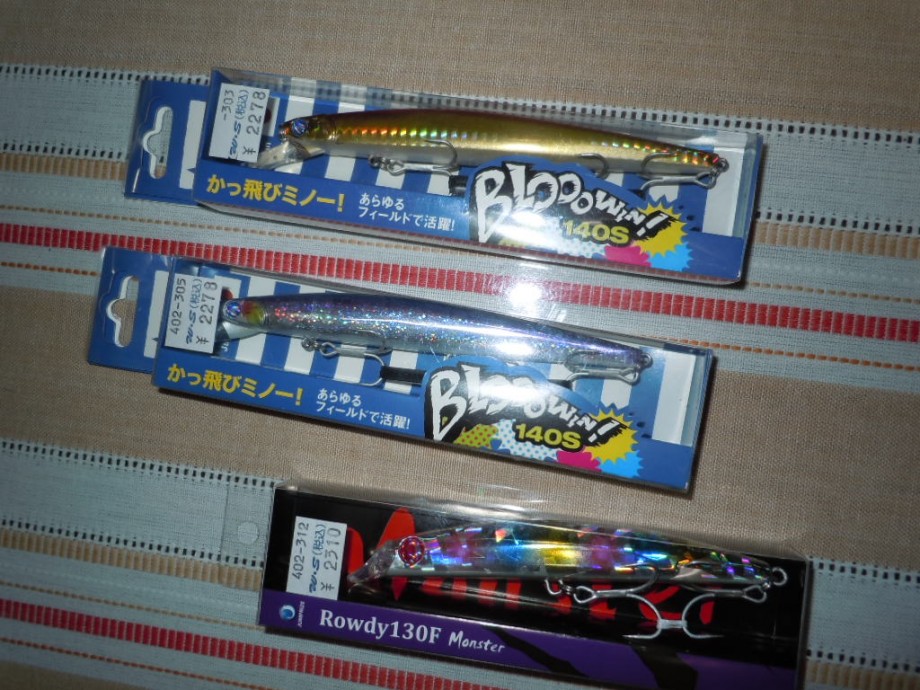 -303
(税込)
¥2278
かっ飛びミノー!
あらゆる
フィールドで活躍!
BLOOOWIN!
140S
402-305
(税込)
¥2278
かっ飛びミノー!
あらゆる
フィールドで活躍!
BLOOOWIN!
140S
402-312
(税込)
¥2310
Rowdy130F Monster